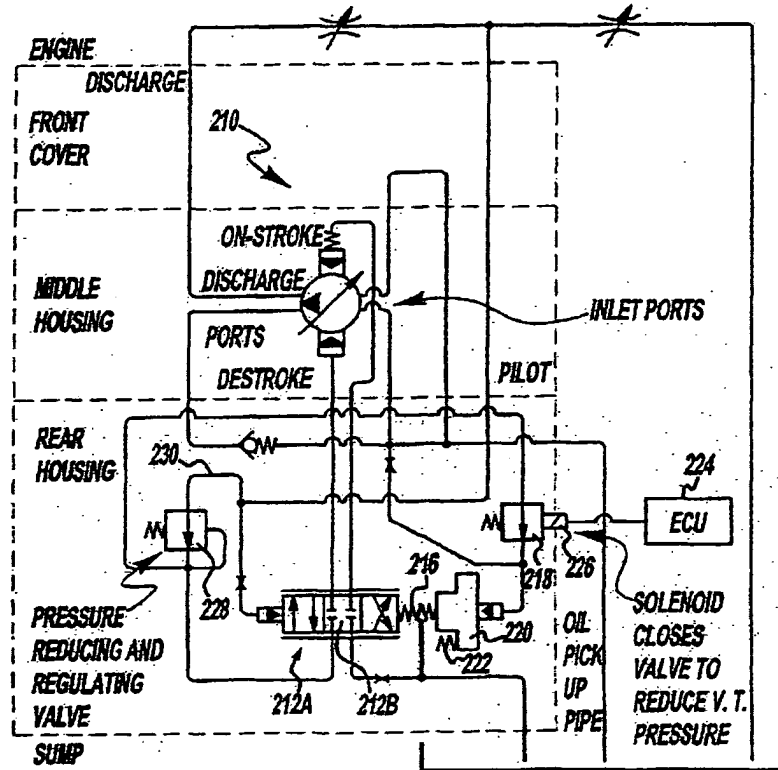 ENGINE
DISCHARGE
FRONT
COVER
210
ON-STROKE
MIDDLE
HOUSING
DISCHARGE
PORTS
DESTROKE
INLET PORTS
PILOT
REAR
HOUSING
230
224
ECU
216
218
226
228
220
222
PRESSURE
REDUCING AND
REGULATING
VALVE
212A
212B
OIL
PICK
UP
PIPE
SOLENOID
CLOSES
VALVE TO
REDUCE V. T.
PRESSURE
SUMP